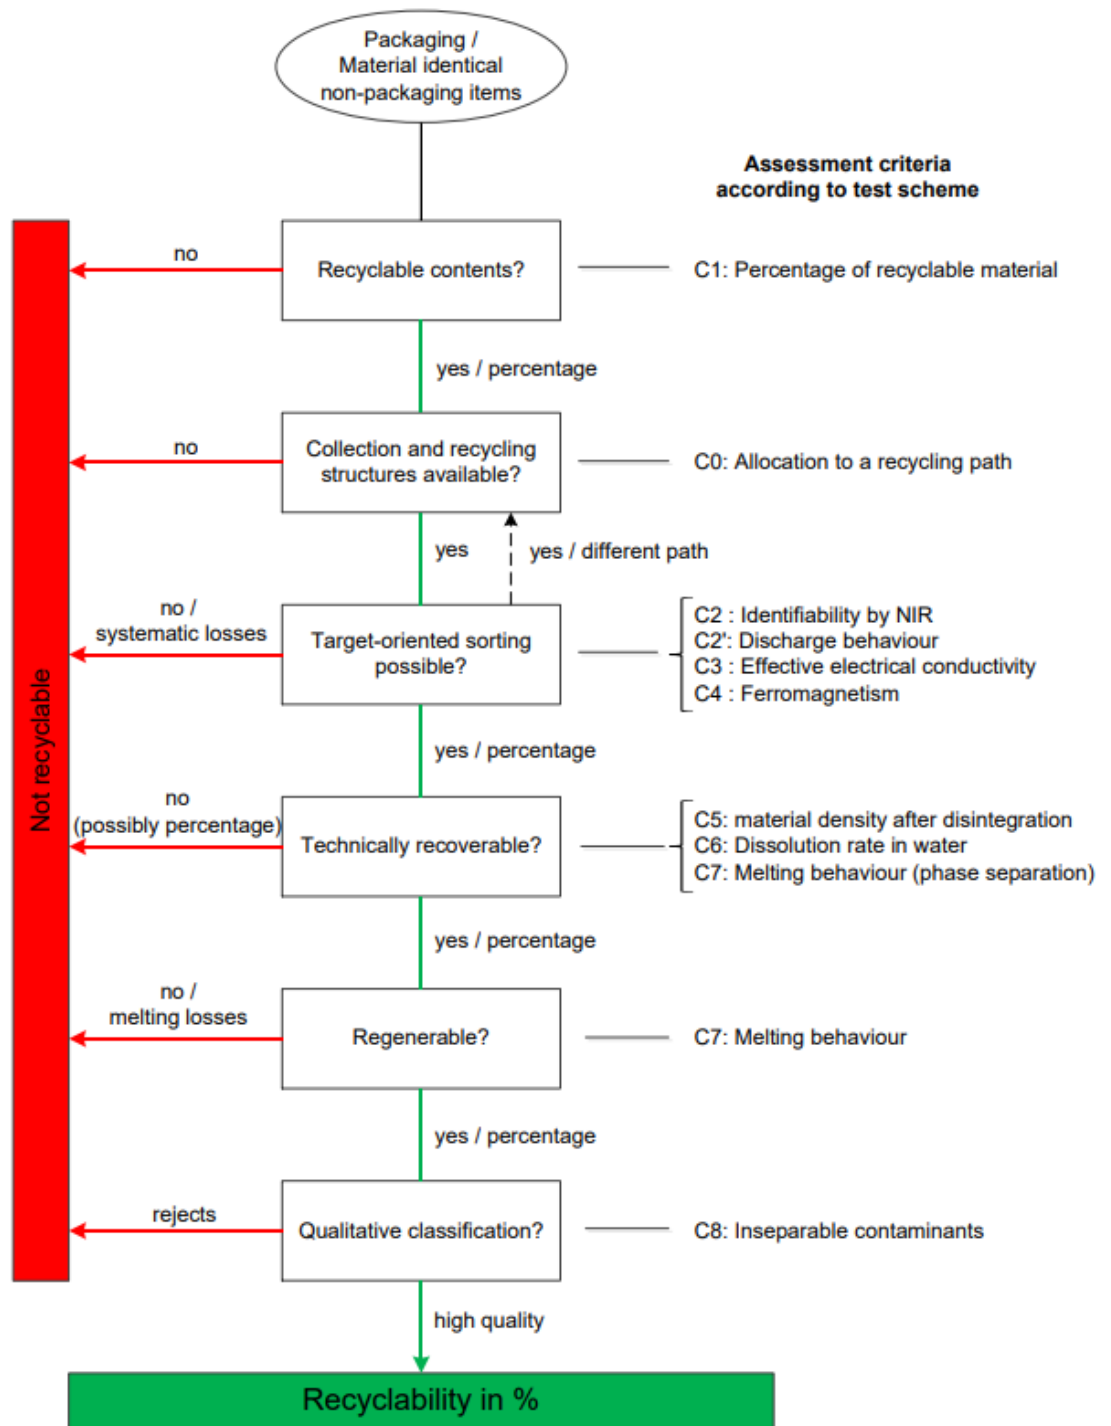 Packaging /
Material identical
non-packaging items
Assessment criteria
according to test scheme
no
Recyclable contents?
C1: Percentage of recyclable material
yes / percentage
no
Collection and recycling
structures available?
C0: Allocation to a recycling path
yes
yes / different path
no /
systematic losses
Target-oriented sorting
possible?
C2 : Identifiability by NIR
C2': Discharge behaviour
C3 : Effective electrical conductivity
C4 : Ferromagnetism
yes / percentage
no
(possibly percentage)
Technically recoverable?
C5: material density after disintegration
C6: Dissolution rate in water
C7: Melting behaviour (phase separation)
yes / percentage
no /
melting losses
Regenerable?
C7: Melting behaviour
yes / percentage
rejects
Qualitative classification?
C8: Inseparable contaminants
high quality
Not recyclable
Recyclability in %